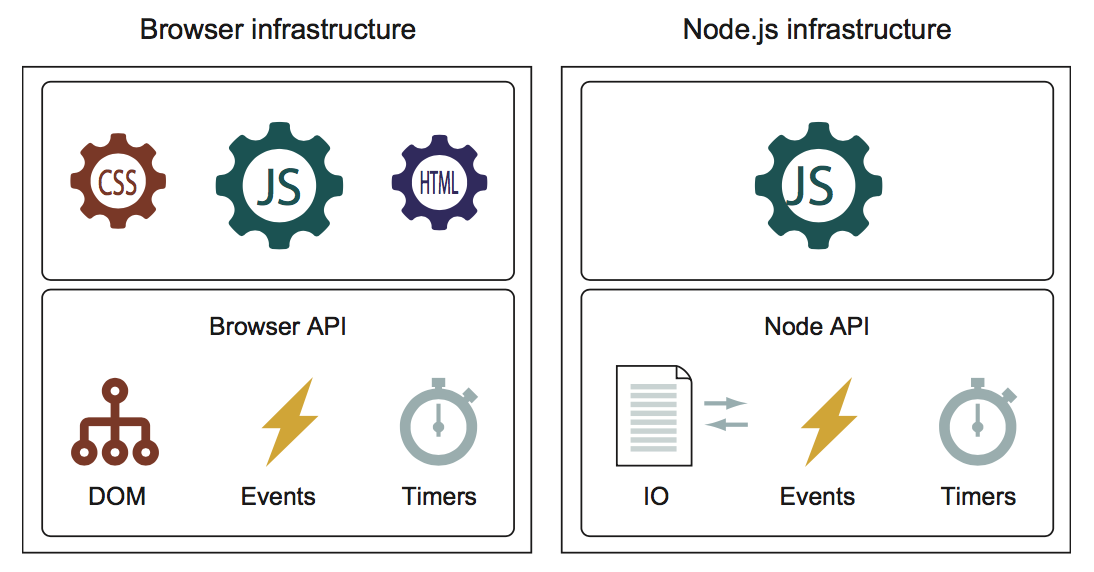 Browser infrastructure
CSS
JS
HTML
Browser API
DOM
Events
Timers
Node.js infrastructure
JS
Node API
IO
Events
Timers